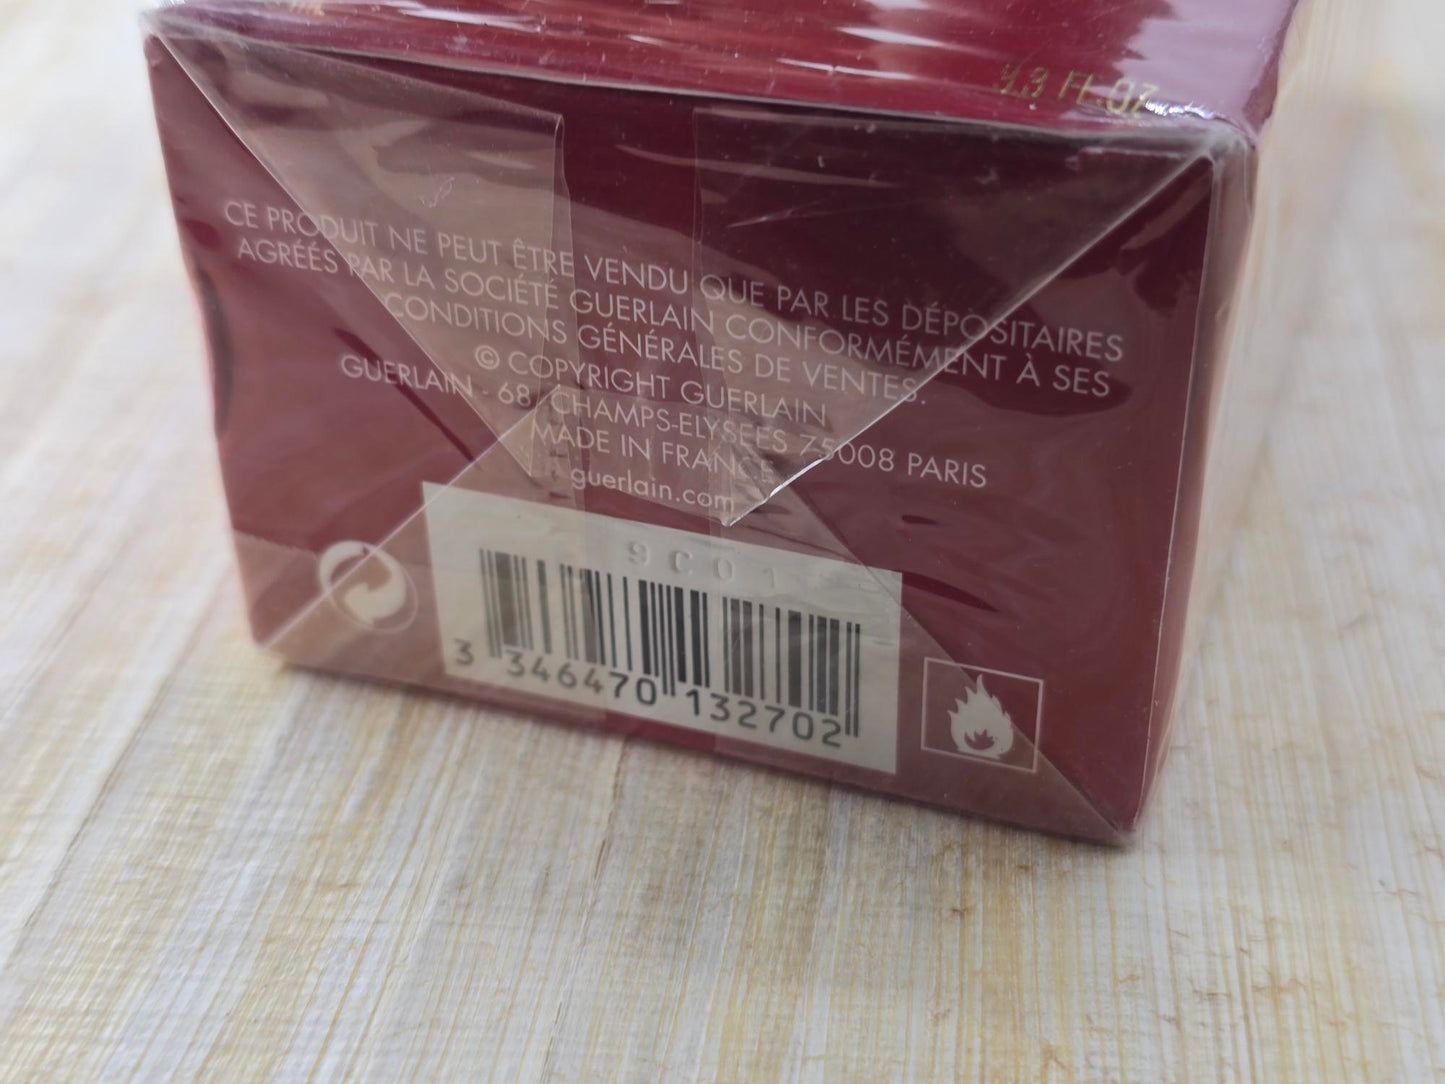 3.3 FL.OZ
CE PRODUIT NE PEUT ÊTRE VENDU QUE PAR LES DÉPOSITAIRES
AGRÉÉS PAR LA SOCIÉTÉ GUERLAIN CONFORMÉMENT À SES
CONDITIONS GÉNÉRALES DE VENTES.
© COPYRIGHT GUERLAIN
GUERLAIN - 68, CHAMPS-ELYSEES 75008 PARIS
MADE IN FRANCE
guerlain.com
9C01
3 346470 132702